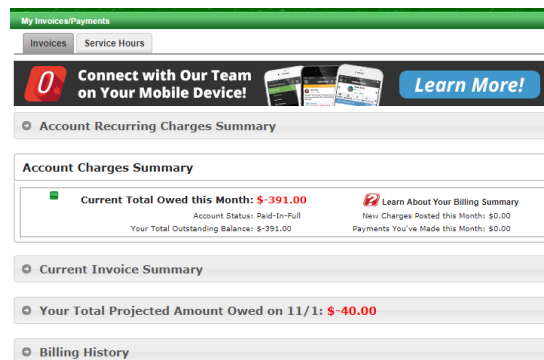 My Invoices/Payments
Invoices Service Hours
Connect with Our Team
on Your Mobile Device!
Learn More!
Account Recurring Charges Summary
Account Charges Summary
Current Total Owed this Month: $-391.00
Learn About Your Billing Summary
Account Status: Paid-In-Full
New Charges Posted this Month: $0.00
Your Total Outstanding Balance: $-391.00
Payments You've Made this Month: $0.00
Current Invoice Summary
Your Total Projected Amount Owed on 11/1: $-40.00
Billing History